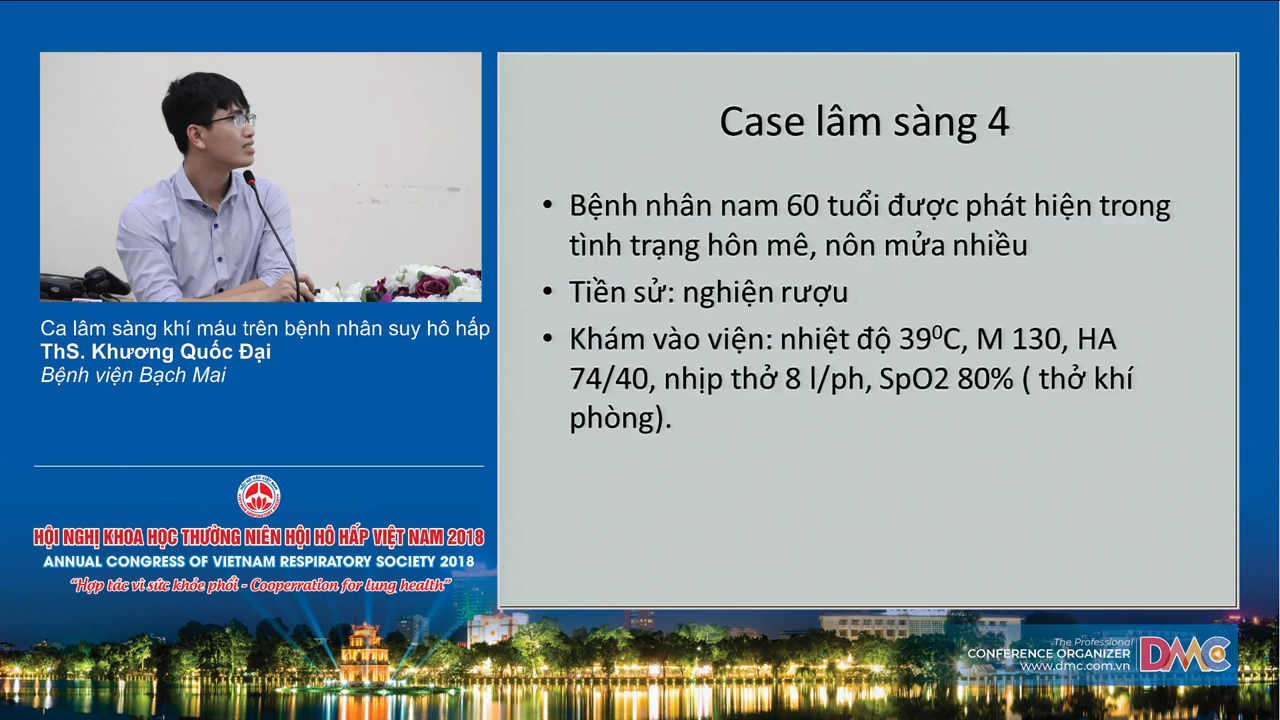 Case lâm sàng 4
• Bệnh nhân nam 60 tuổi được phát hiện trong
tình trạng hôn mê, nôn mửa nhiều
• Tiền sử: nghiện rượu
• Khám vào viện: nhiệt độ 39⁰C, M 130, HA
74/40, nhịp thở 8 l/ph, SpO2 80% ( thở khí
phòng).
Ca lâm sàng khí máu trên bệnh nhân suy hô hấp
ThS. Khương Quốc Đại
Bệnh viện Bạch Mai
HỘI NGHỊ KHOA HỌC THƯỜNG NIÊN HỘI HÔ HẤP VIỆT NAM 2018
ANNUAL CONGRESS OF VIETNAM RESPIRATORY SOCIETY 2018
"Hợp tác vì sức khỏe phổi - Cooperration for lung health"
The Professional
CONFERENCE ORGANIZER
www.dmc.com.vn
DMC